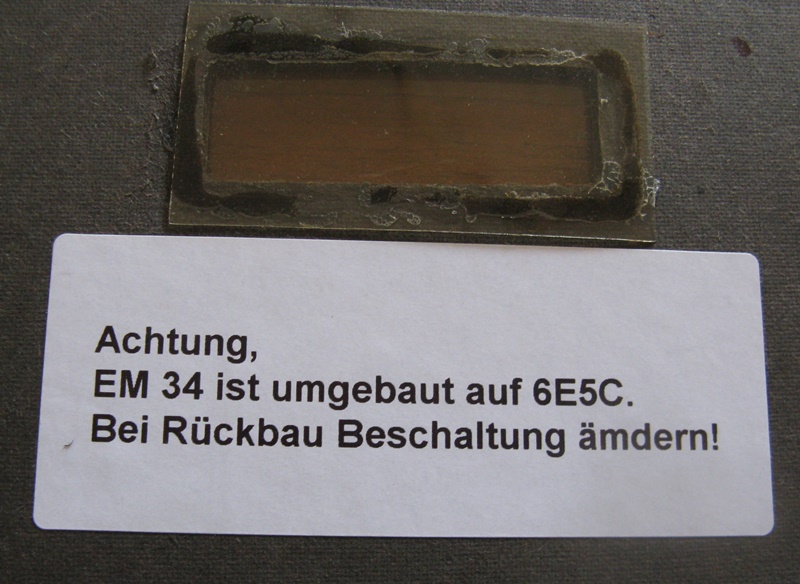 Achtung,
EM 34 ist umgebaut auf 6E5C.
Bei Rückbau Beschaltung ämdern!